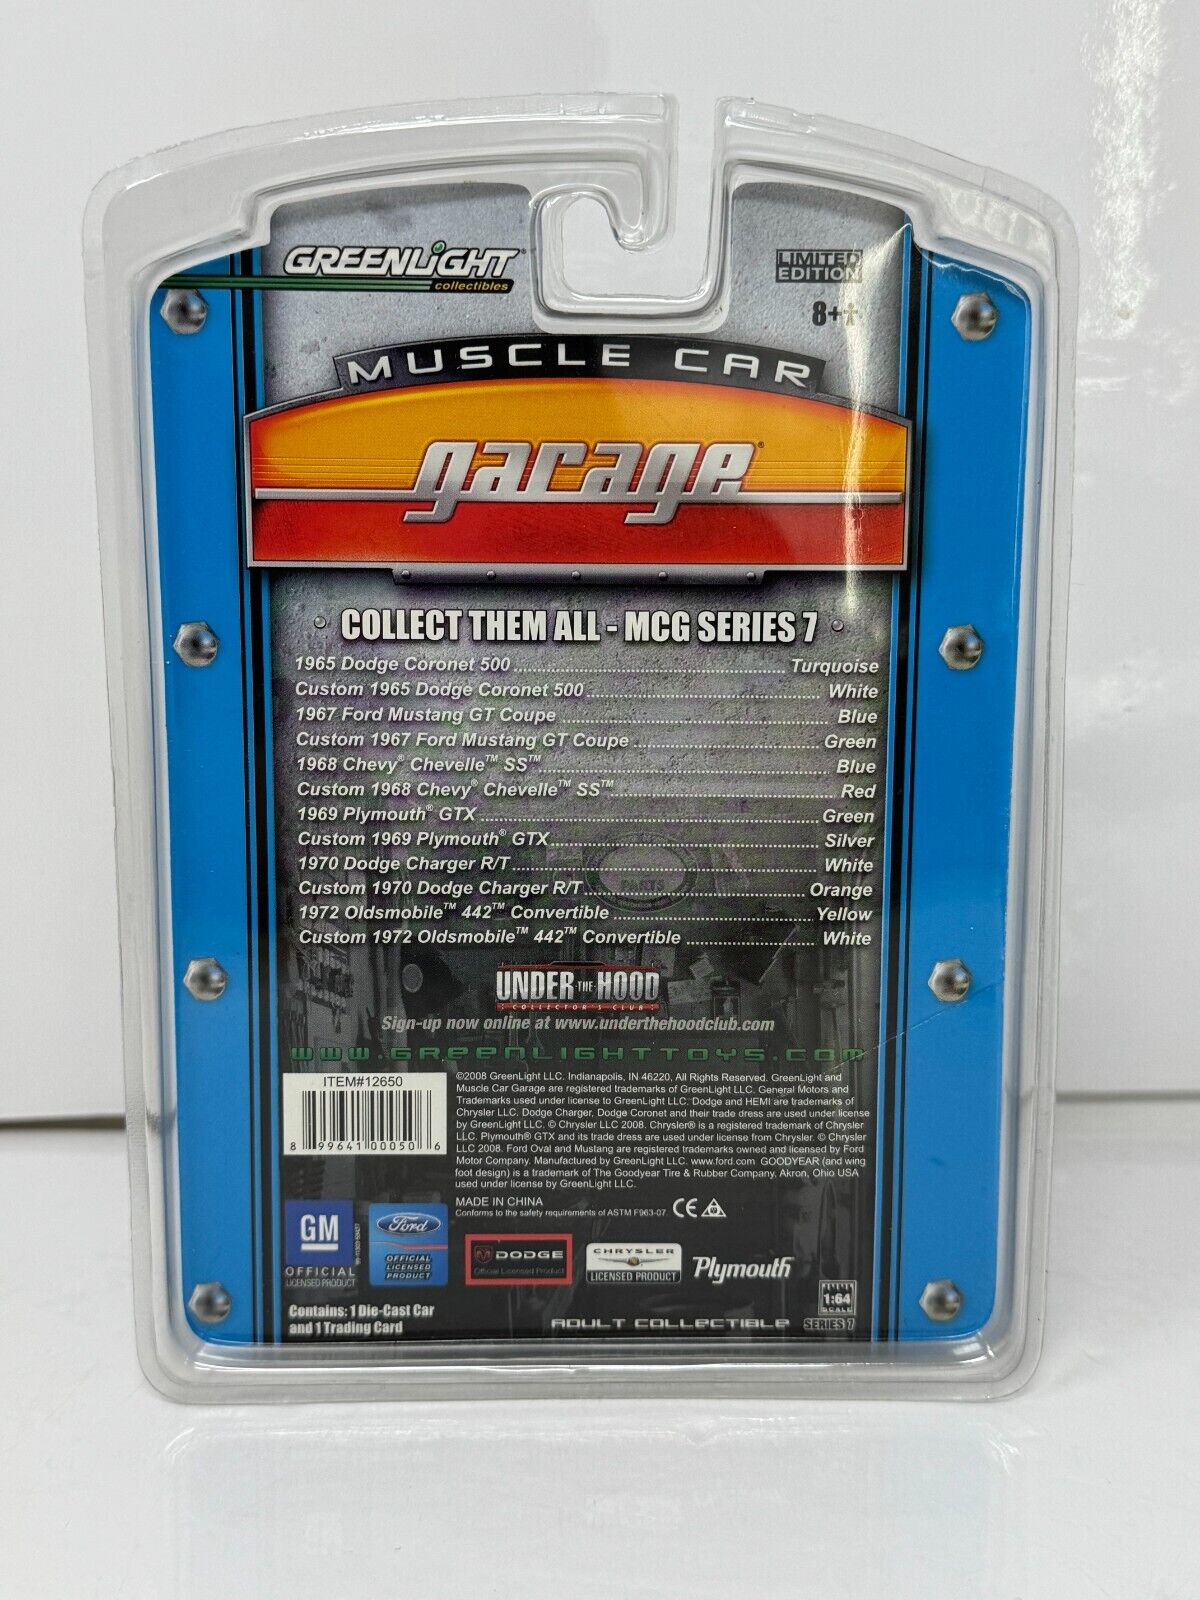 GREENLIGHT®
collectibles
LIMITED
EDITION
8+
MUSCLE CAR
garage®
COLLECT THEM ALL - MCG SERIES 7
1965 Dodge Coronet 500 Turquoise
Custom 1965 Dodge Coronet 500 White
1967 Ford Mustang GT Coupe Blue
Custom 1967 Ford Mustang GT Coupe Green
1968 Chevy® Chevelle™ SS™ Blue
Custom 1968 Chevy® Chevelle™ SS™ Red
1969 Plymouth® GTX Green
Custom 1969 Plymouth® GTX Silver
1970 Dodge Charger R/T White
Custom 1970 Dodge Charger R/T Orange
1972 Oldsmobile™ 442™ Convertible Yellow
Custom 1972 Oldsmobile™ 442™ Convertible White
PARTS
UNDER THE HOOD
COLLECTOR'S CLUB
Sign-up now online at www.underthehoodclub.com
www.GREENLIGHTTOYS.com
ITEM#12650
8 99641 00050 6
©2008 GreenLight LLC. Indianapolis, IN 46220, All Rights Reserved. GreenLight and
Muscle Car Garage are registered trademarks of GreenLight LLC. General Motors and
Trademarks used under license to GreenLight LLC. Dodge and HEMI are trademarks of
Chrysler LLC. Dodge Charger, Dodge Coronet and their trade dress are used under license
by GreenLight LLC. © Chrysler LLC 2008. Chrysler® is a registered trademark of Chrysler
LLC. Plymouth® GTX and its trade dress are used under license from Chrysler. © Chrysler
LLC 2008. Ford Oval and Mustang are registered trademarks owned and licensed by Ford
Motor Company. Manufactured by GreenLight LLC. www.ford.com GOODYEAR (and wing
foot design) is a trademark of The Goodyear Tire & Rubber Company, Akron, Ohio USA
used under license by GreenLight LLC.
MADE IN CHINA
Conforms to the safety requirements of ASTM F963-07. CE
GM
OFFICIAL
LICENSED PRODUCT
Ford
OFFICIAL
LICENSED
PRODUCT
DODGE
Official Licensed Product
CHRYSLER
LICENSED PRODUCT
Plymouth
Contains: 1 Die-Cast Car
and 1 Trading Card
ADULT COLLECTIBLE
1:64
SCALE
SERIES 7